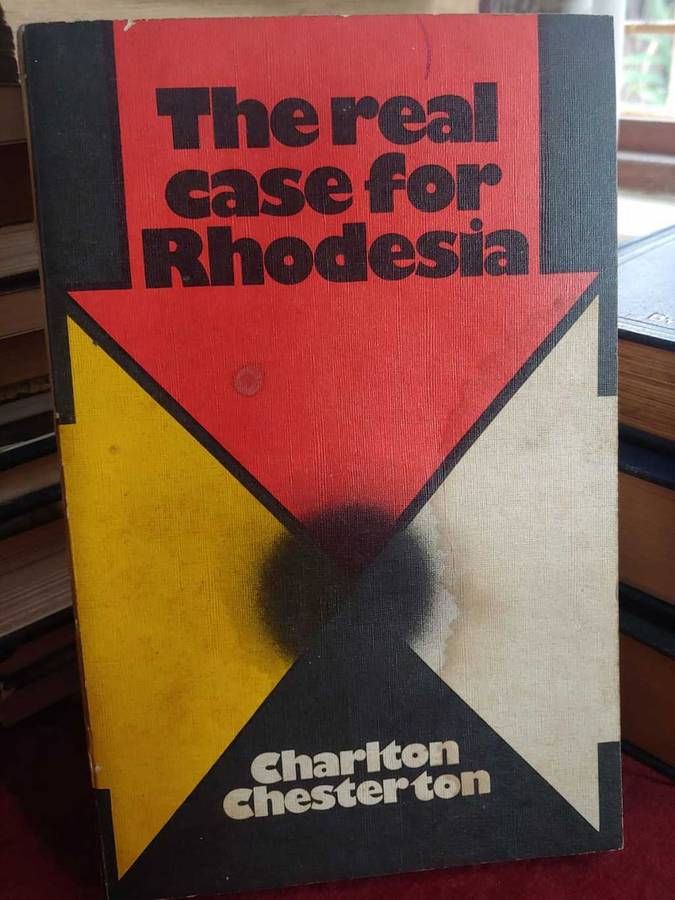 The real
case for
Rhodesia
Charlton
Chesterton